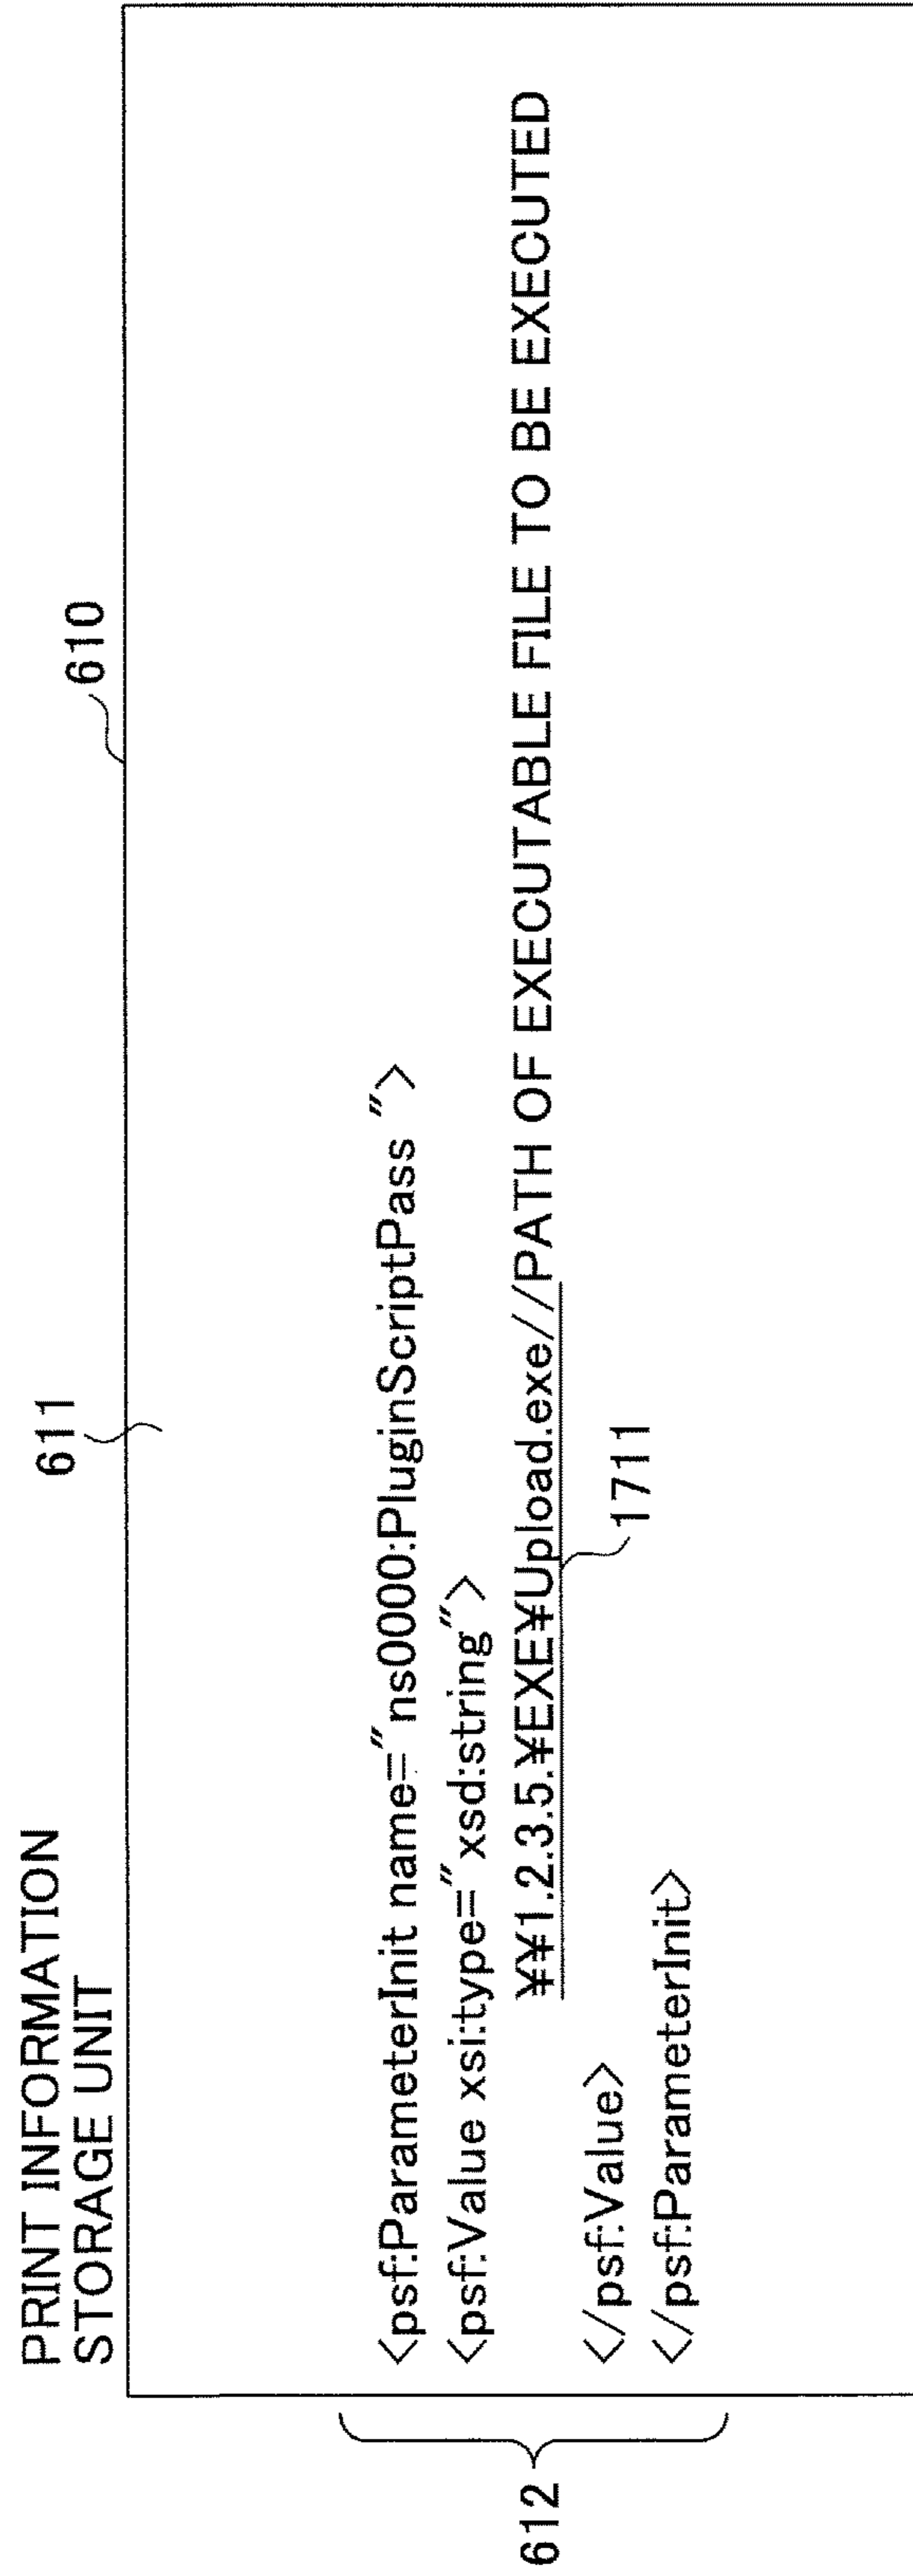 PRINT INFORMATION
STORAGE UNIT
611
610
612
<psf:ParameterInit name="ns0000:PluginScriptPass ">
<psf:Value xsi:type="xsd:string">
¥¥1.2.3.5.¥EXE¥Upload.exe//PATH OF EXECUTABLE FILE TO BE EXECUTED
1711
</psf:Value>
</psf:ParameterInit>